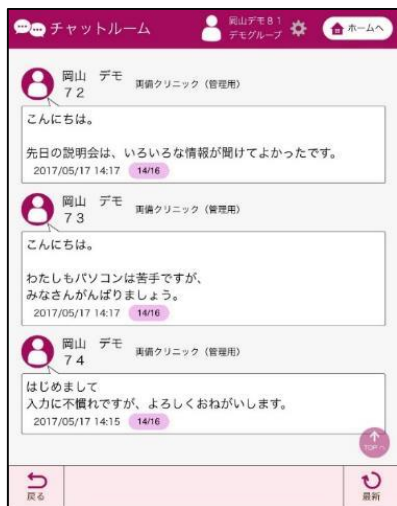 チャットルーム
岡山デモ81
デモグループ
ホームへ
岡山　デモ
72
両備クリニック（管理用）
こんにちは。
先日の説明会は、いろいろな情報が聞けてよかったです。
2017/05/17 14:17 14/16
岡山　デモ
73
両備クリニック（管理用）
こんにちは。
わたしもパソコンは苦手ですが、
みなさんがんばりましょう。
2017/05/17 14:17 14/16
岡山　デモ
74
両備クリニック（管理用）
はじめまして
入力に不慣れですが、よろしくおねがいします。
2017/05/17 14:15 14/16
TOPへ
戻る
最新